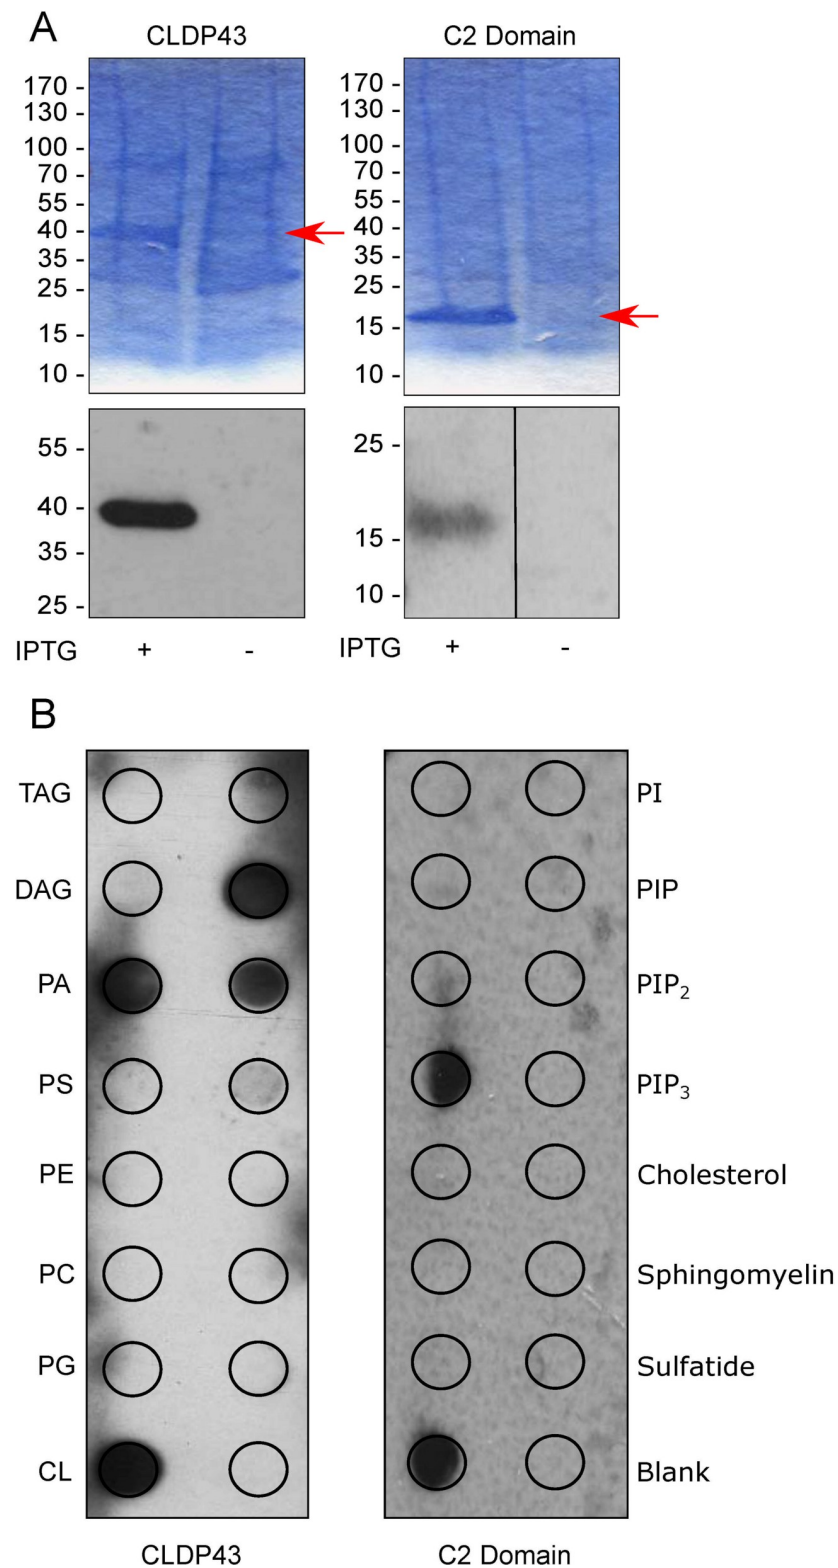 A
CLDP43
C2 Domain
170 -
130 -
100 -
70 -
55 -
40 -
35 -
25 -
15 -
10 -
170 -
130 -
100 -
70 -
55 -
40 -
35 -
25 -
15 -
10 -
55 -
40 -
35 -
25 -
25 -
15 -
10 -
IPTG + -
IPTG + -
B
TAG
DAG
PA
PS
PE
PC
PG
CL
PI
PIP
PIP₂
PIP₃
Cholesterol
Sphingomyelin
Sulfatide
Blank
CLDP43
C2 Domain